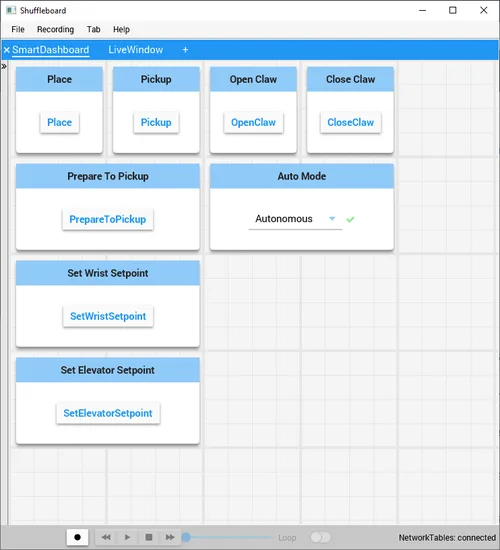 Shuffleboard
File Recording Tab Help
SmartDashboard LiveWindow +
Place Pickup Open Claw Close Claw
Place Pickup OpenClaw CloseClaw
Prepare To Pickup Auto Mode
PrepareToPickup Autonomous
Set Wrist Setpoint
SetWristSetpoint
Set Elevator Setpoint
SetElevatorSetpoint
Loop NetworkTables: connected